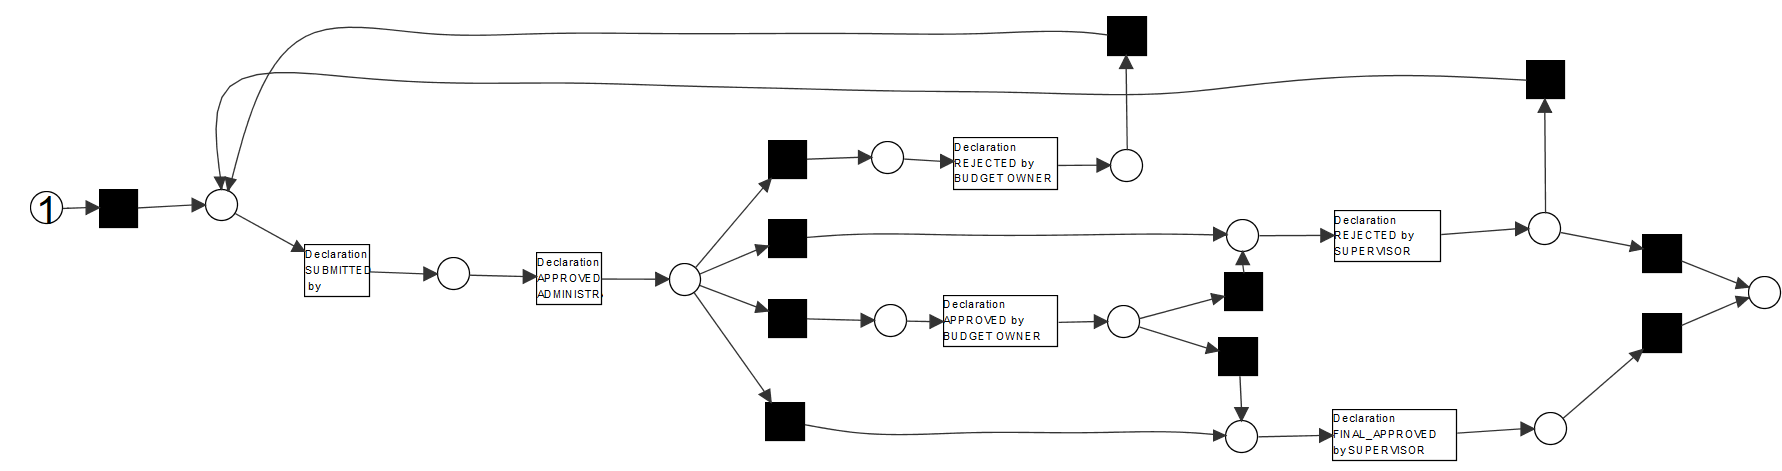 1
Declaration
SUBMITTED
by
Declaration
APPROVED
ADMINISTR
Declaration
REJECTED by
BUDGET OWNER
Declaration
APPROVED by
BUDGET OWNER
Declaration
REJECTED by
SUPERVISOR
Declaration
FINAL_APPROVED
by SUPERVISOR